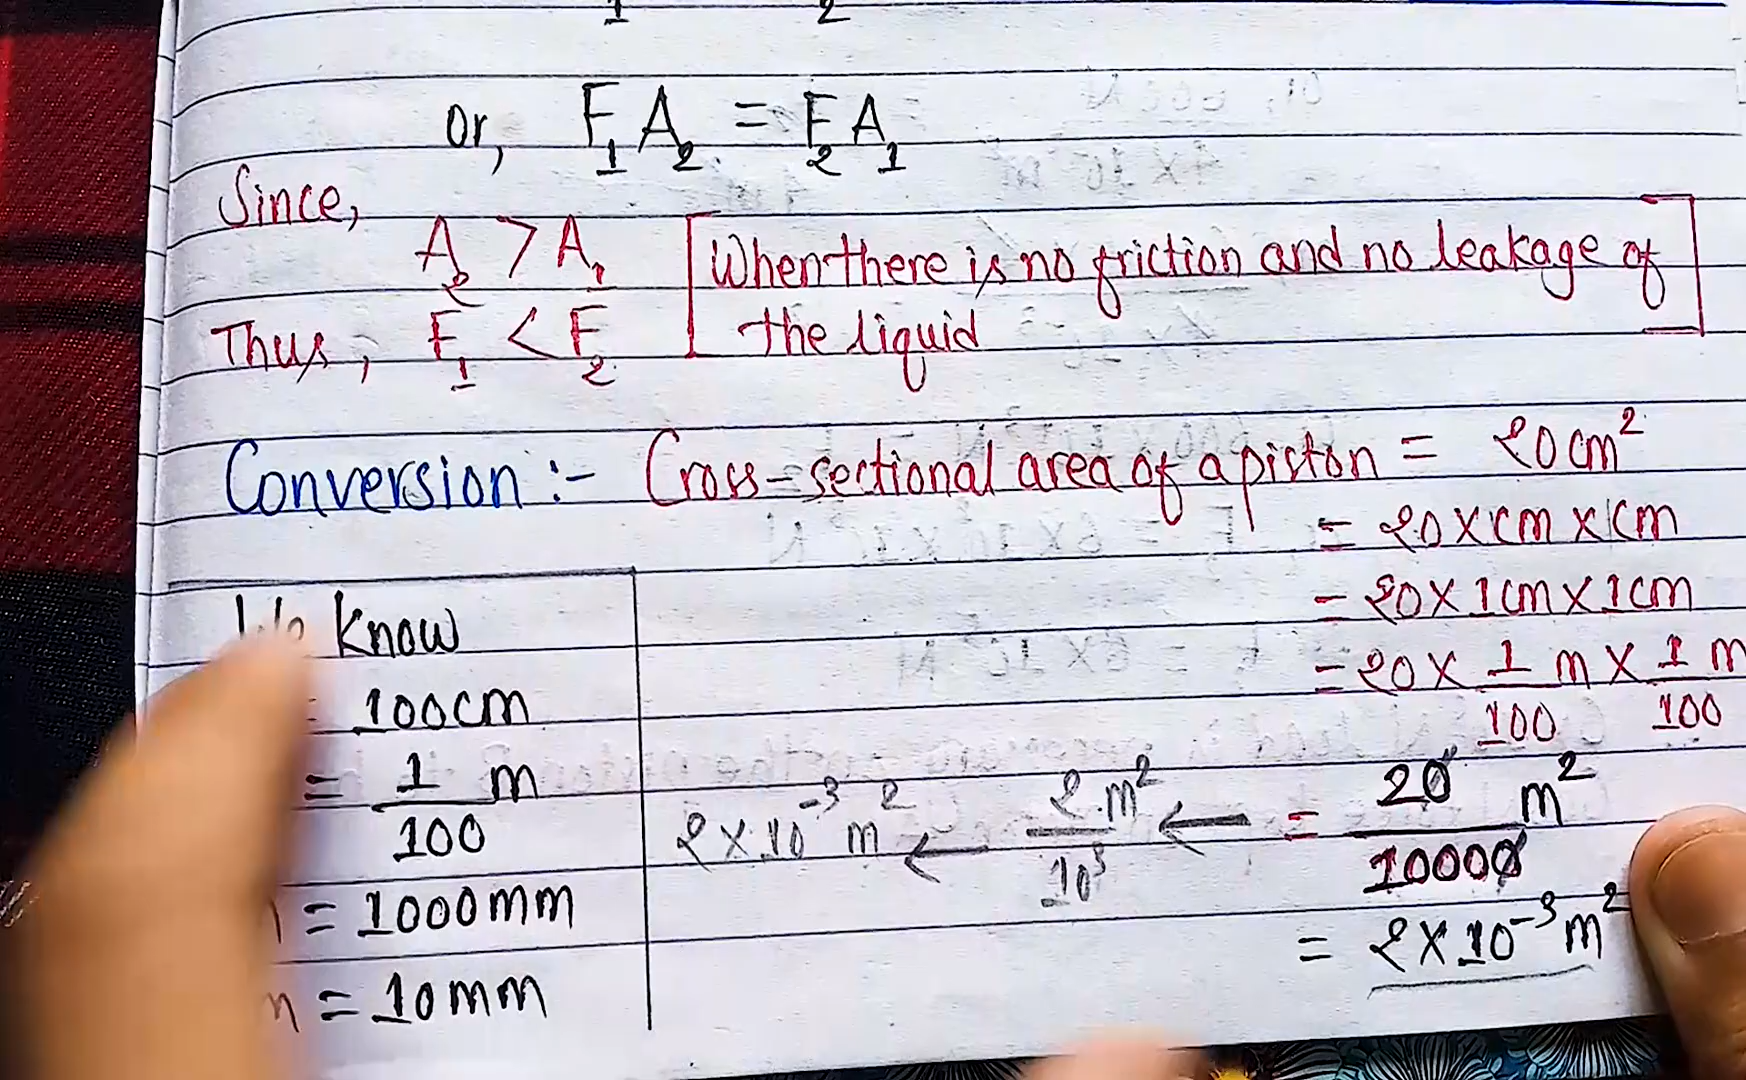 1 2
Or, F₁A₂ = F₂A₁
Since,
A₂ > A₁ [When there is no friction and no leakage of
Thus, F₁ < F₂ the liquid]
Conversion :- Cross-sectional area of a piston = 20 cm²
= 20 x cm x cm
= 20 x 1cm x 1cm
= 20 x 1/100 m x 1/100 m
= 20/10000 m² ← 2 m²/10³ ← 2 x 10⁻³ m²
= 2 x 10⁻³ m²
We Know
= 100cm
= 1/100 m
= 1000mm
= 10mm